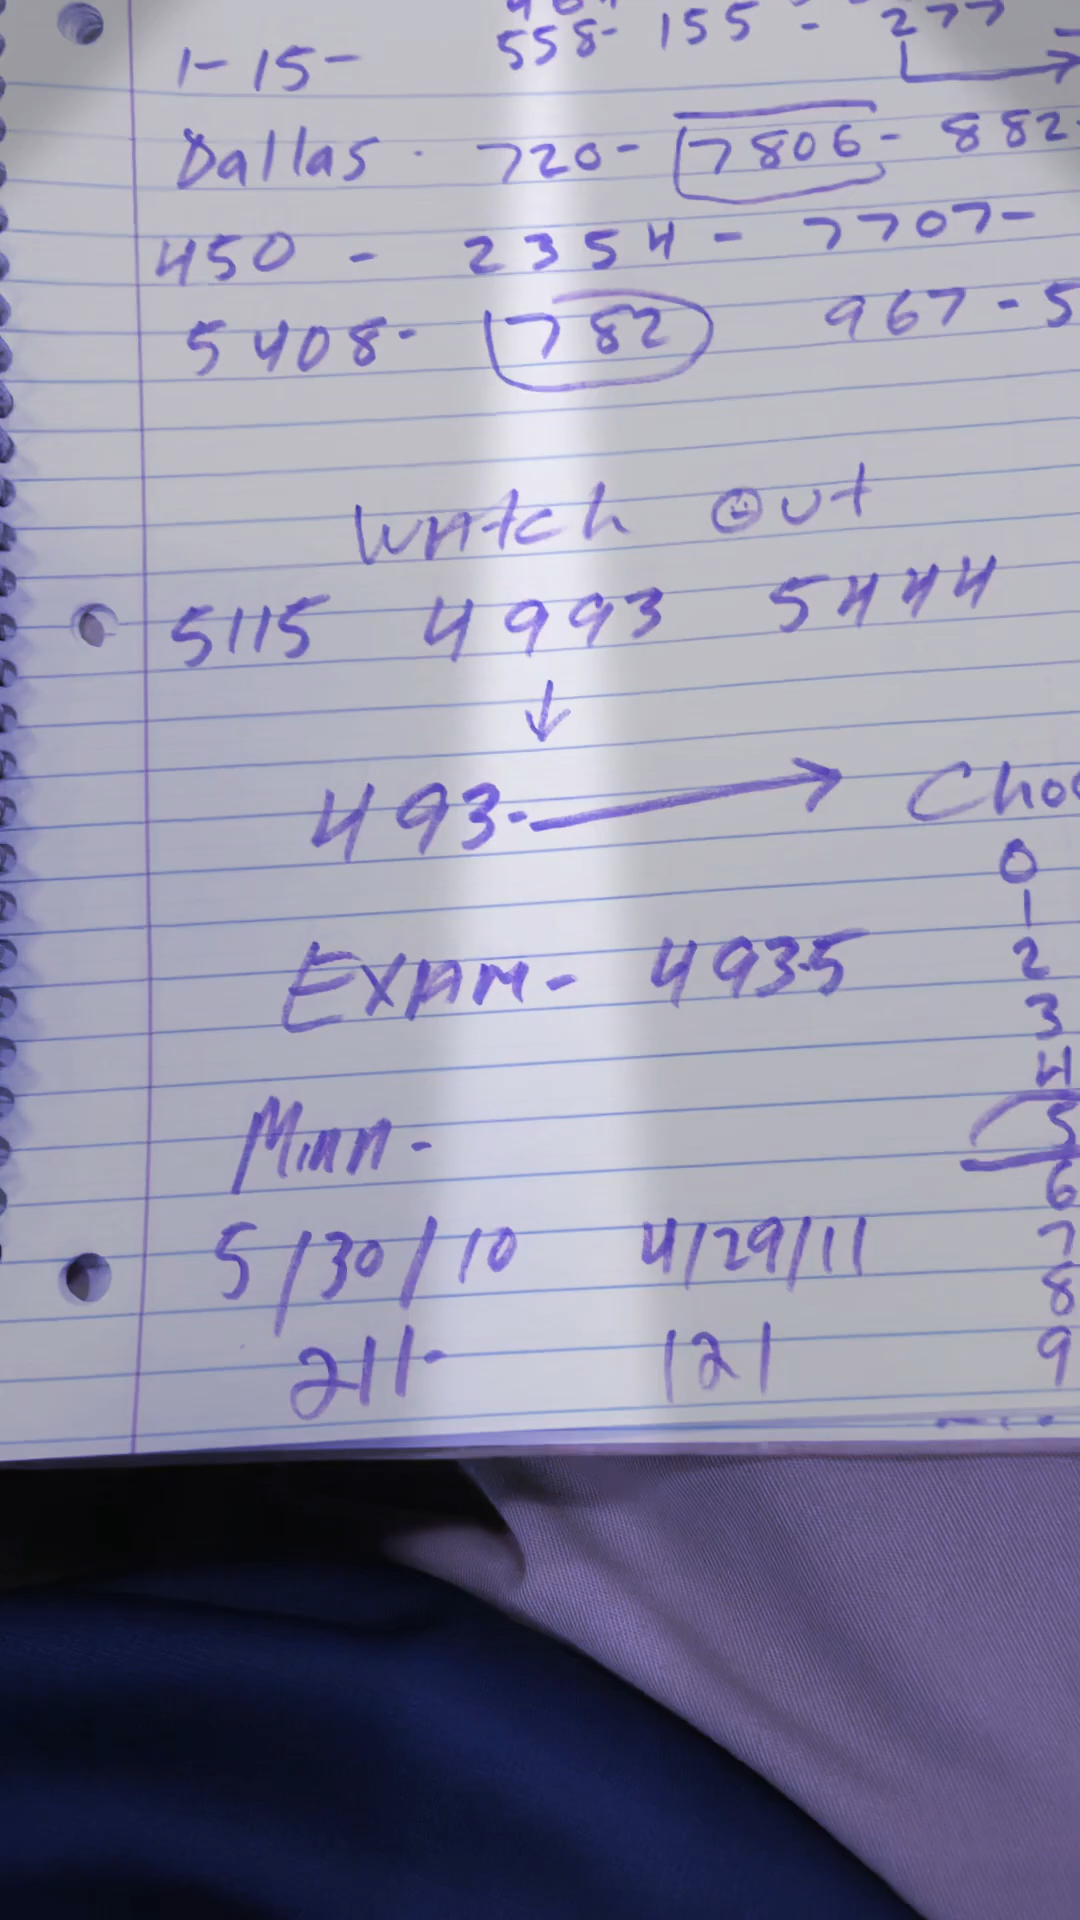 1-15- 558- 155 - 277 -
Dallas. 720- 7806- 882-
450 - 2354 - 7707-
5408- 782 967 - 5
Watch Out
5115 4993 5444
↓
493- → Choo
0
1
Exam- 4935 2
3
4
Minn- 5
6
5/30/10 4/29/11 7
8
211- 121 9